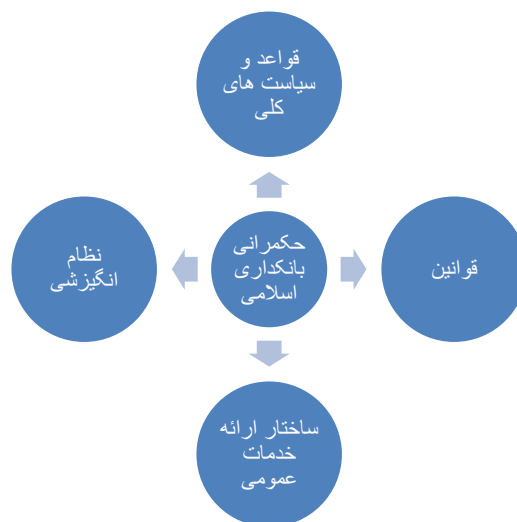 قواعد و
سیاست های
کلی
حکمرانی
بانکداری
اسلامی
قوانین
نظام
انگیزشی
ساختار ارائه
خدمات
عمومی